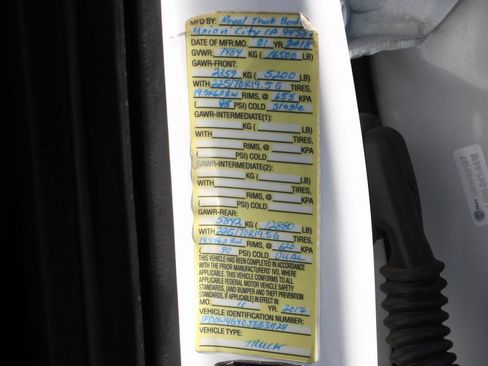 MFD BY: Royal Truck Body
Union City CA 94587
DATE OF MFR: MO. 01 YR. 2018
GVWR: 7484 KG ( 16500 LB)
GAWR-FRONT:
2359 KG ( 5200 LB)
WITH 225/70R19.5G TIRES,
19.5X6.0RW RIMS, @ 655 KPA
( 95 PSI) COLD Single
GAWR-INTERMEDIATE(1):
KG ( LB)
WITH TIRES,
RIMS, @ KPA
( PSI) COLD
GAWR-INTERMEDIATE(2):
KG ( LB)
WITH TIRES,
RIMS, @ KPA
( PSI) COLD
GAWR-REAR:
5842 KG ( 12880 LB)
WITH 225/70R19.5G TIRES,
19.5X6.0RW RIMS, @ 620 KPA
( 90 PSI) COLD DUAL
THIS VEHICLE HAS BEEN COMPLETED IN ACCORDANCE
WITH THE PRIOR MANUFACTURERS' IVD, WHERE
APPLICABLE. THIS VEHICLE CONFORMS TO ALL
APPLICABLE FEDERAL MOTOR VEHICLE SAFETY
STANDARDS, [AND BUMPER AND THEFT PREVENTION
STANDARDS, IF APPLICABLE] IN EFFECT IN
MO. 11 YR. 2017
VEHICLE IDENTIFICATION NUMBER:
VEHICLE TYPE:
TRUCK